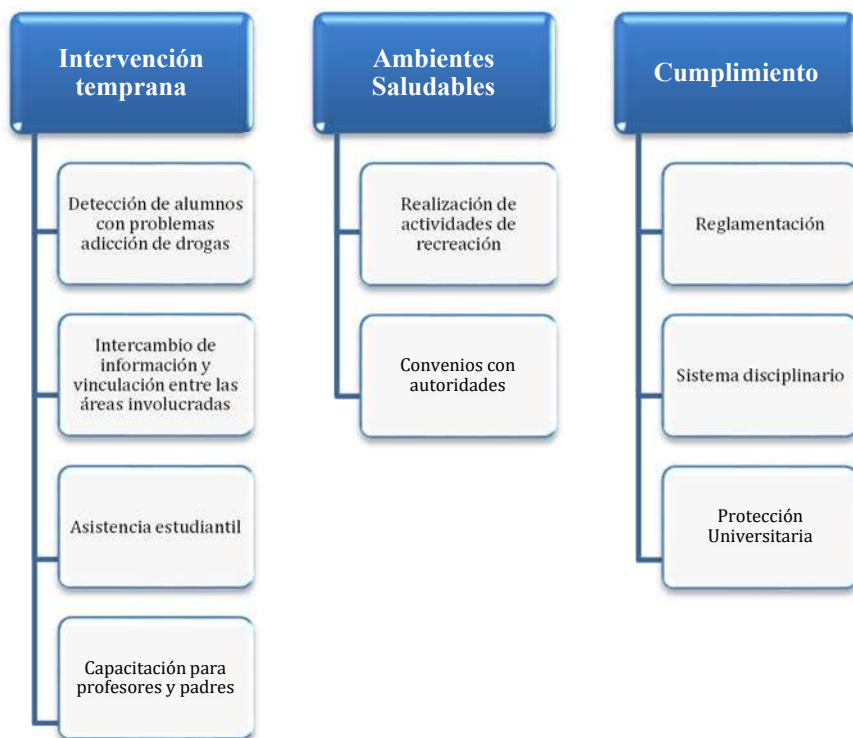 Intervención
temprana
Detección de alumnos
con problemas
adicción de drogas
Intercambio de
información y
vinculación entre las
áreas involucradas
Asistencia estudiantil
Capacitación para
profesores y padres
Ambientes
Saludables
Realización de
actividades de
recreación
Convenios con
autoridades
Cumplimiento
Reglamentación
Sistema disciplinario
Protección
Universitaria